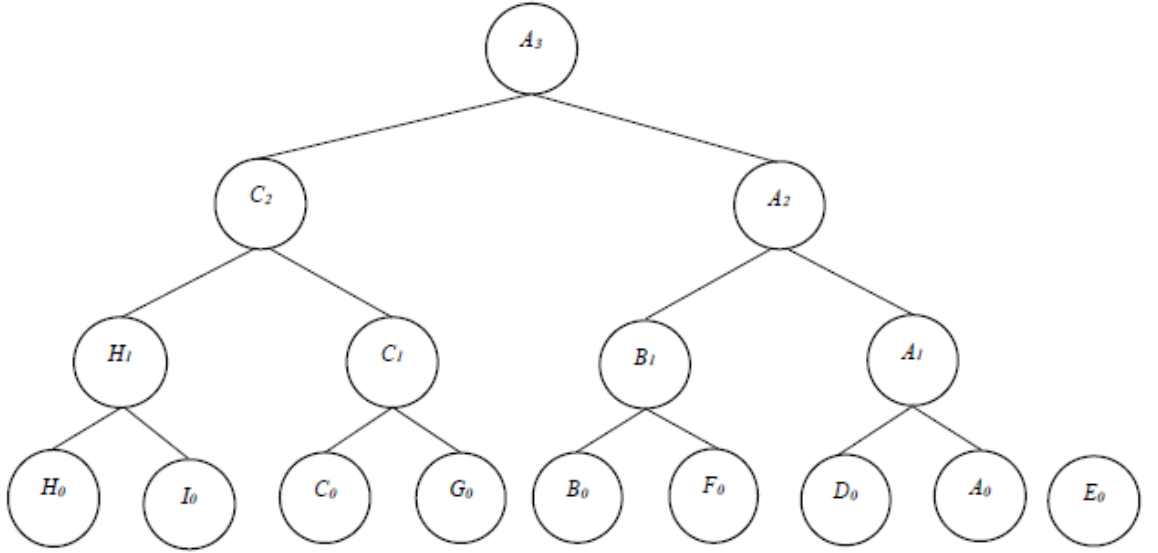 A₃
C₂ A₂
H₁ C₁ B₁ A₁
H₀ I₀ C₀ G₀ B₀ F₀ D₀ A₀ E₀